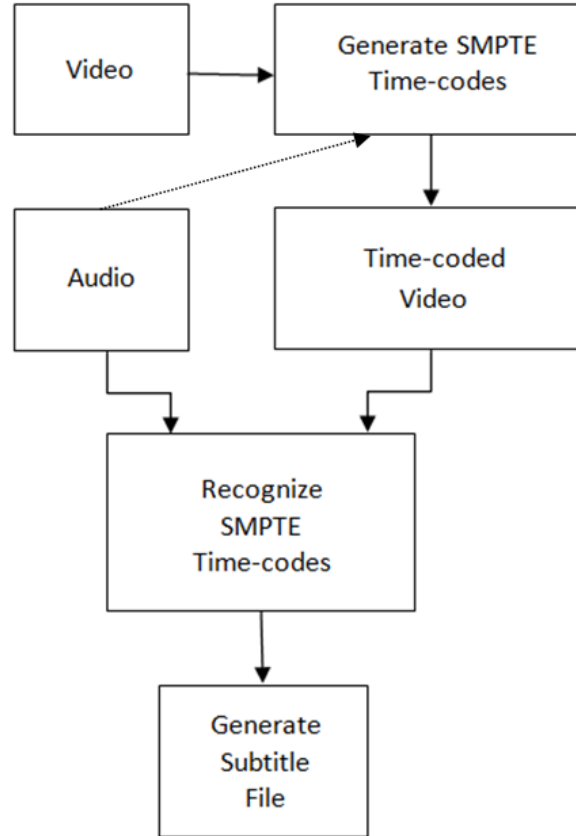 Video
Generate SMPTE
Time-codes
Audio
Time-coded
Video
Recognize
SMPTE
Time-codes
Generate
Subtitle
File